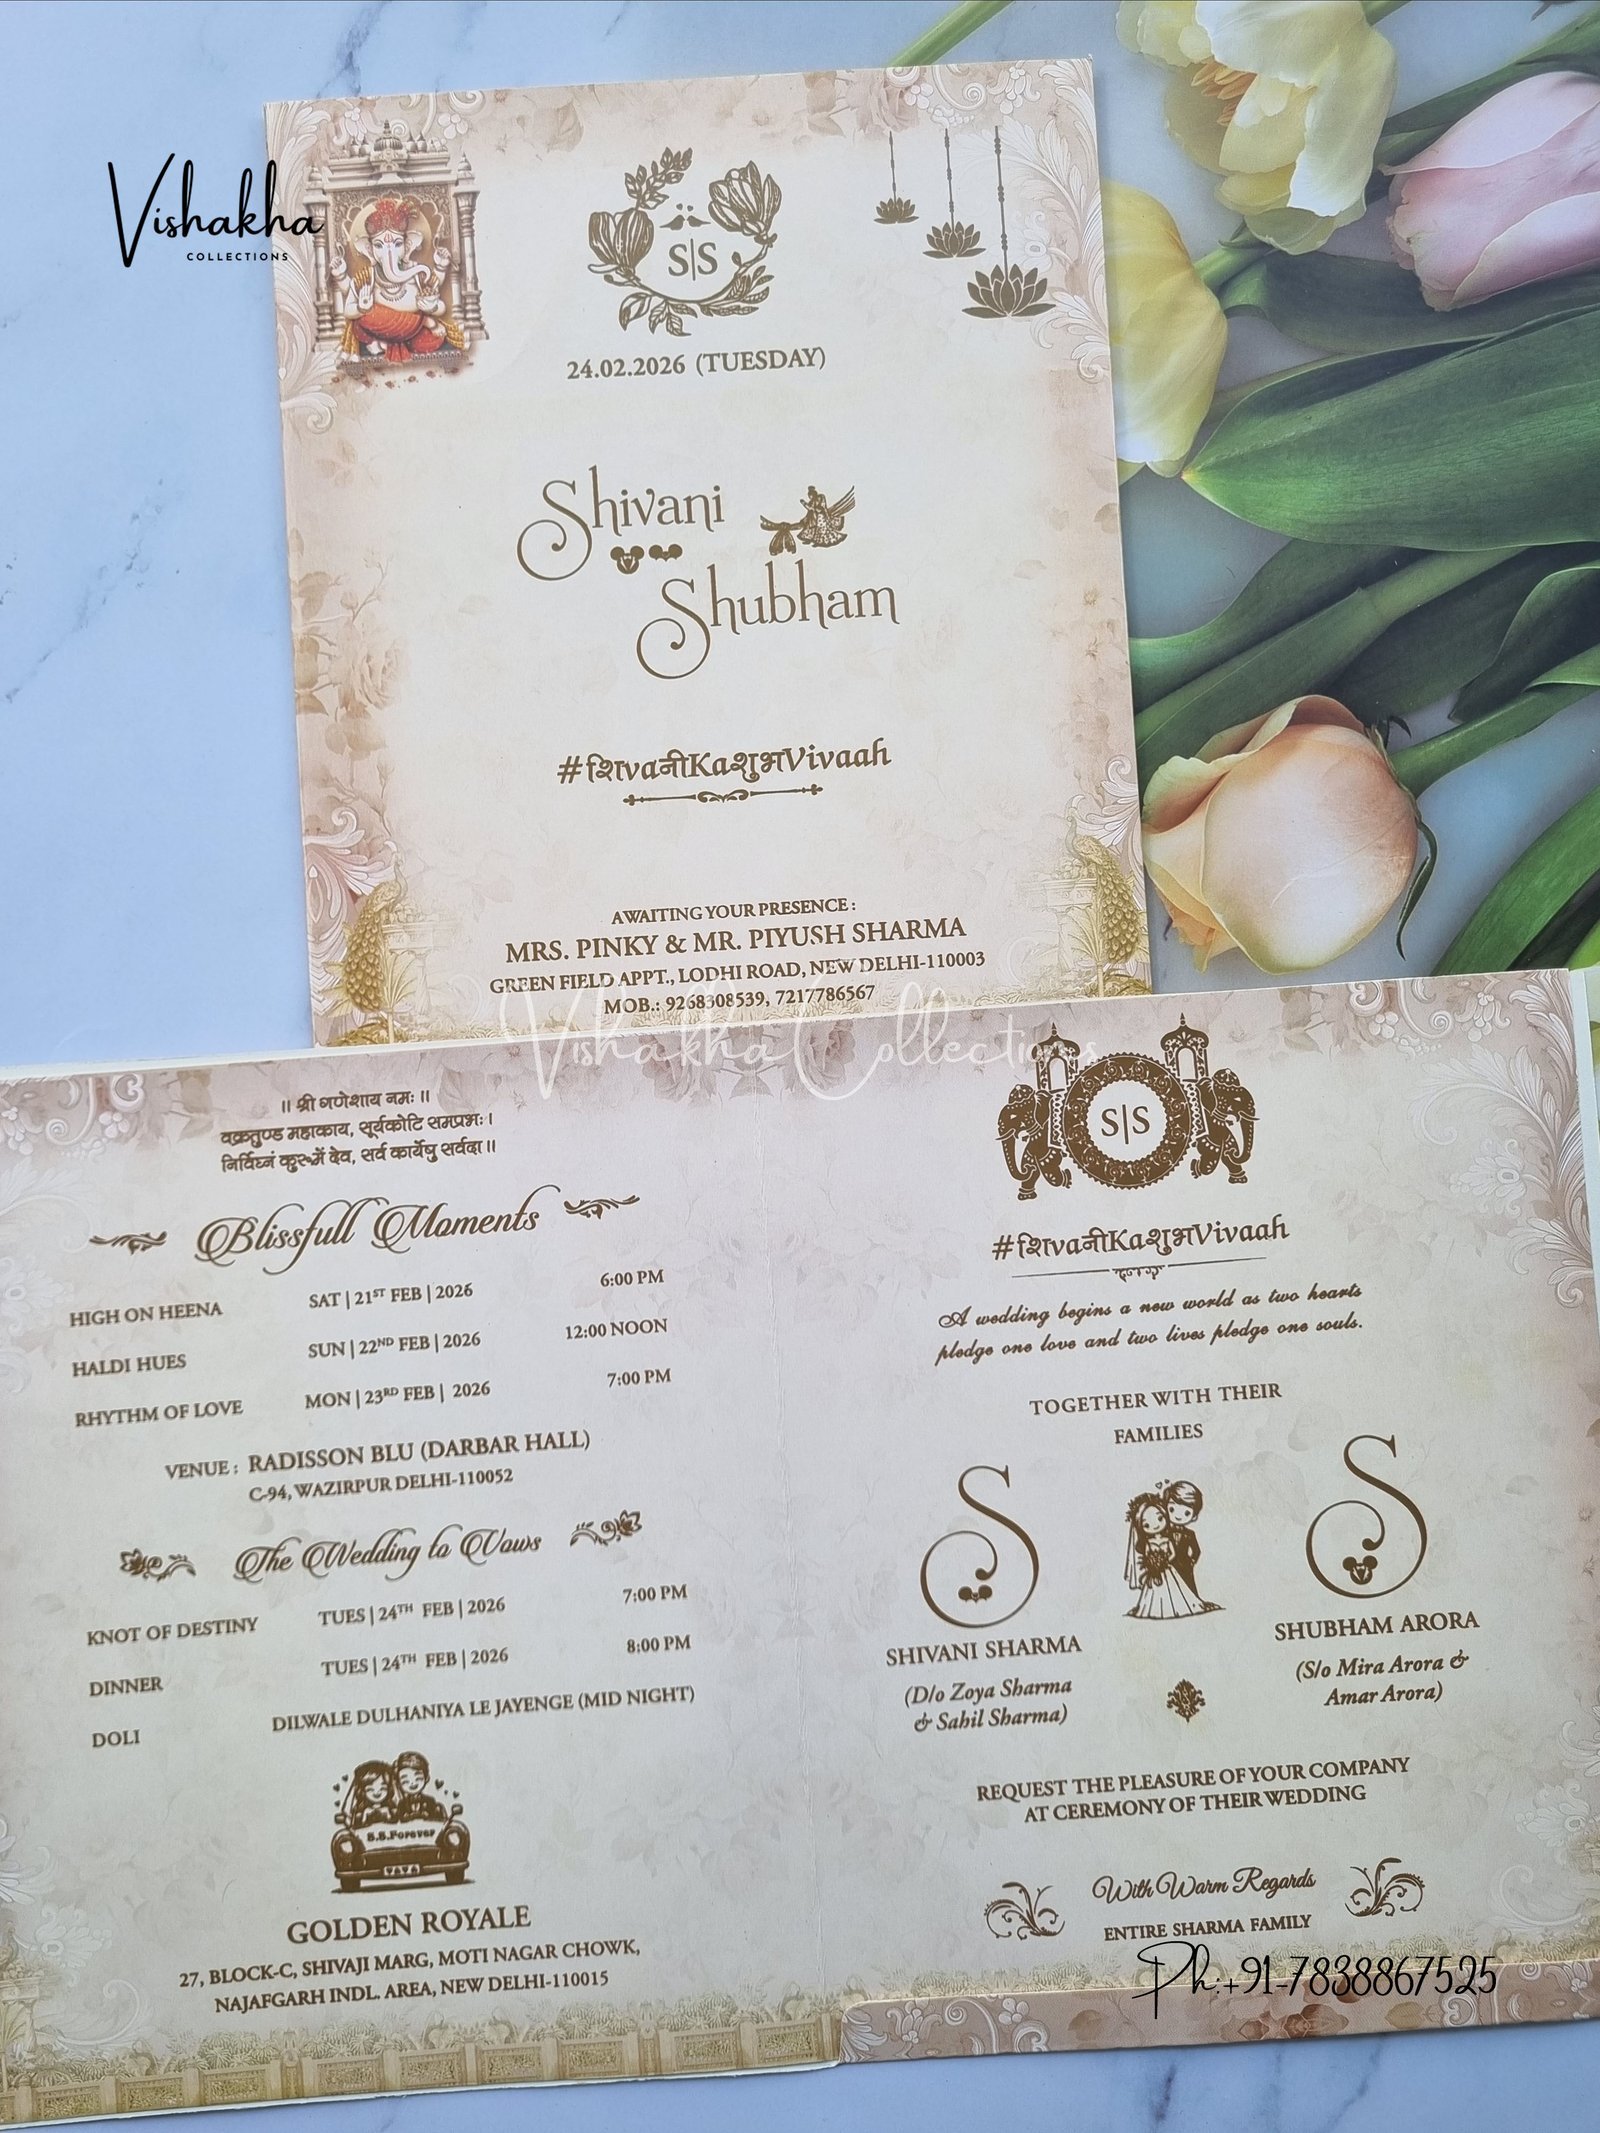 Vishakha
COLLECTIONS
S|S
24.02.2026 (TUESDAY)
Shivani
Shubham
#शिvaनीKaशुभVivaah
AWAITING YOUR PRESENCE :
MRS. PINKY & MR. PIYUSH SHARMA
GREEN FIELD APPT., LODHI ROAD, NEW DELHI-110003
MOB.: 9268308539, 7217786567
Vishakha Collections
॥ श्री गणेशाय नमः ॥
वक्रतुण्ड महाकाय, सूर्यकोटि समप्रभः।
निर्विघ्नं कुरूमें देव, सर्व कार्येषु सर्वदा॥
Blissfull Moments
HIGH ON HEENA SAT | 21ST FEB | 2026 6:00 PM
HALDI HUES SUN | 22ND FEB | 2026 12:00 NOON
RHYTHM OF LOVE MON | 23RD FEB | 2026 7:00 PM
VENUE : RADISSON BLU (DARBAR HALL)
C-94, WAZIRPUR DELHI-110052
The Wedding to Vows
KNOT OF DESTINY TUES | 24TH FEB | 2026 7:00 PM
DINNER TUES | 24TH FEB | 2026 8:00 PM
DOLI DILWALE DULHANIYA LE JAYENGE (MID NIGHT)
S.S.Forever
TATA
GOLDEN ROYALE
27, BLOCK-C, SHIVAJI MARG, MOTI NAGAR CHOWK,
NAJAFGARH INDL. AREA, NEW DELHI-110015
S|S
#शिvaनीKaशुभVivaah
A wedding begins a new world as two hearts
pledge one love and two lives pledge one souls.
TOGETHER WITH THEIR
FAMILIES
S S
SHIVANI SHARMA
(D/o Zoya Sharma
& Sahil Sharma)
SHUBHAM ARORA
(S/o Mira Arora &
Amar Arora)
REQUEST THE PLEASURE OF YOUR COMPANY
AT CEREMONY OF THEIR WEDDING
With Warm Regards
ENTIRE SHARMA FAMILY
Ph:+91-7838867525